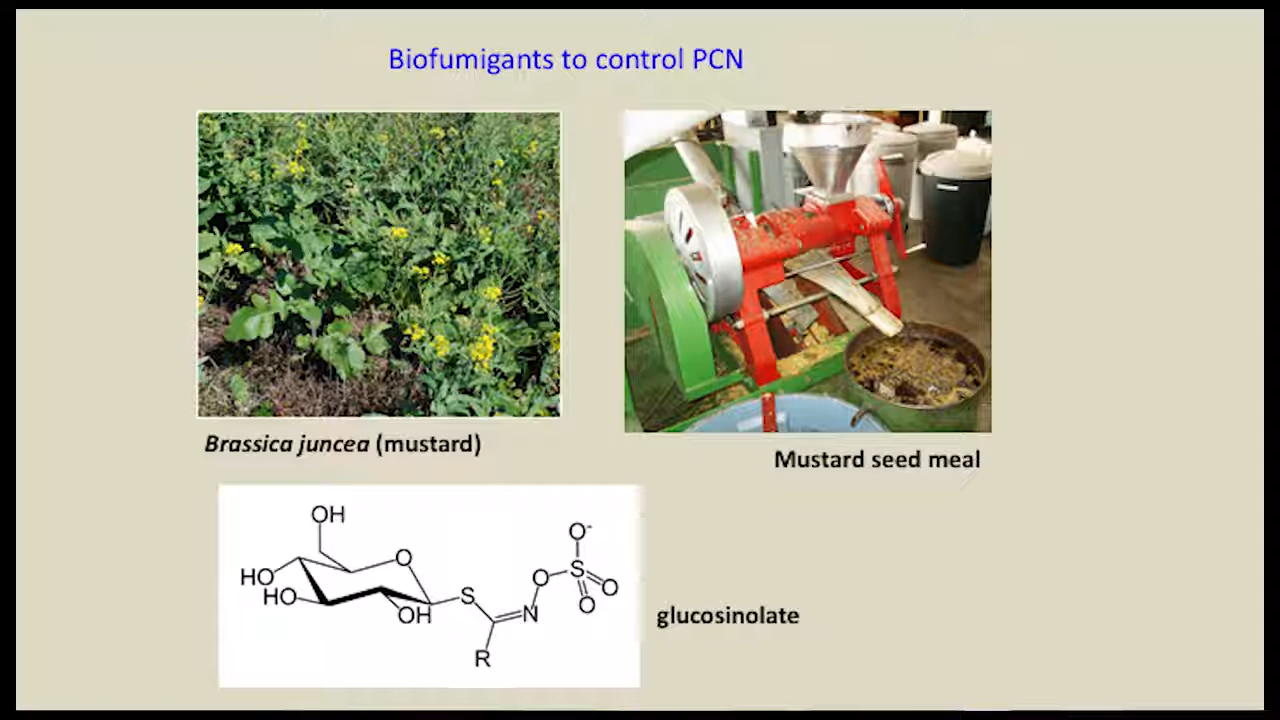 Biofumigants to control PCN
Brassica juncea (mustard)
Mustard seed meal
OH
O
HO
HO
OH
S
N
R
O
S
O-
O
O
glucosinolate